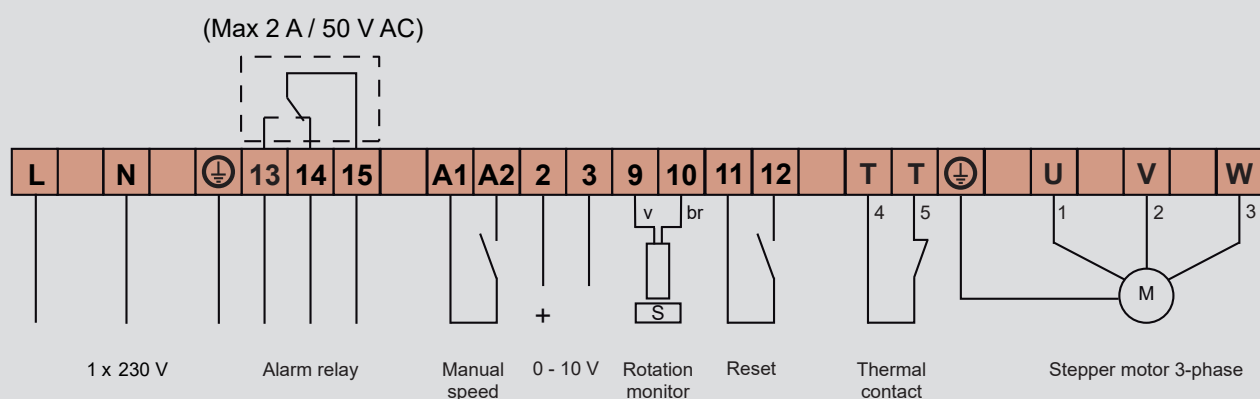 (Max 2 A / 50 V AC)
L N 13 14 15 A1 A2 2 3 9 10 11 12 T T U V W
v br 4 5 1 2 3
M
S
+
1 x 230 V Alarm relay Manual speed 0 - 10 V Rotation monitor Reset Thermal contact Stepper motor 3-phase